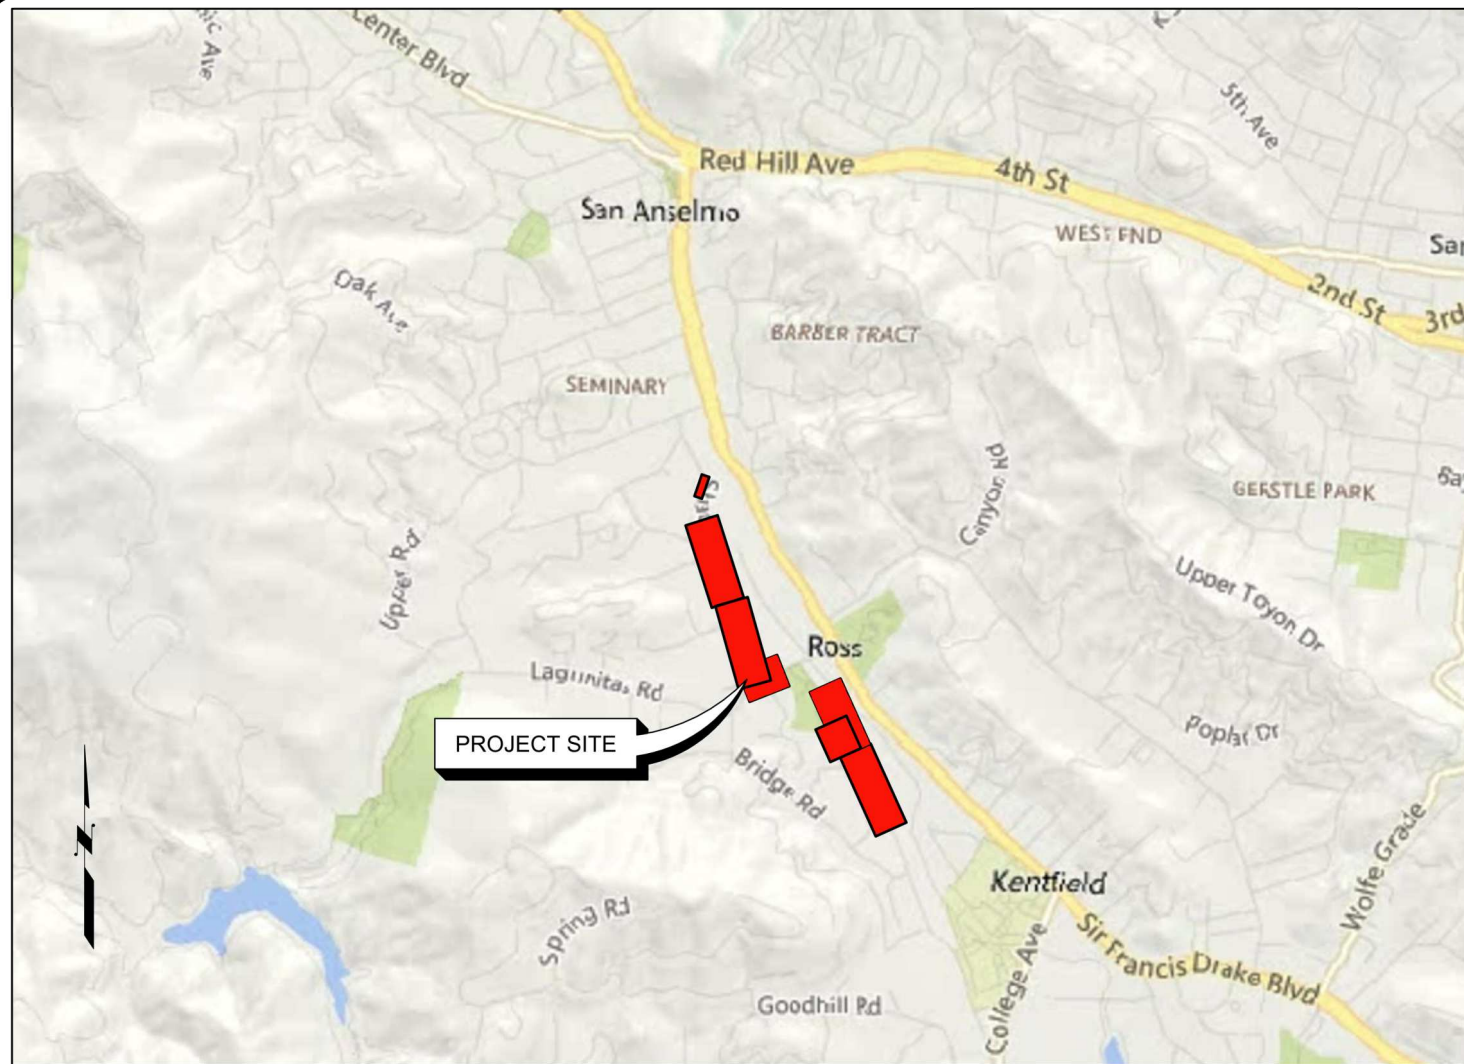 Center Blvd
5th Ave
Red Hill Ave
4th St
San Anselmo
WEST END
2nd St
3rd
Oak Ave
BARBER TRACT
SEMINARY
Canyon Rd
GERSTLE PARK
Upper Rd
Upper Toyon Dr
Ross
Lagunitas Rd
PROJECT SITE
Poplar Dr
Bridge Rd
Wolfe Grade
Kentfield
Spring Rd
Sir Francis Drake Blvd
College Ave
Goodhill Rd
N